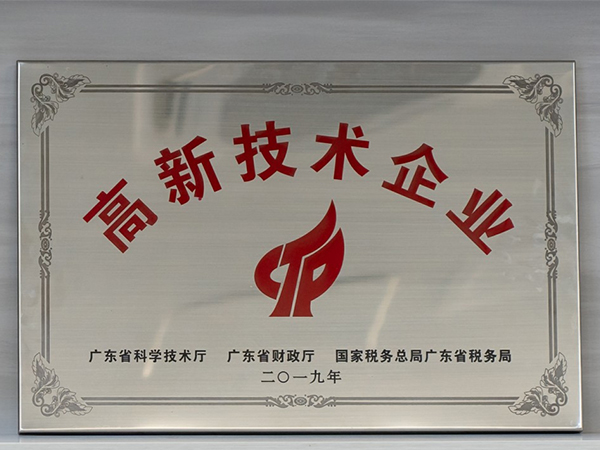 高新技术企业
CTP
广东省科学技术厅 广东省财政厅 国家税务总局广东省税务局
二〇一九年